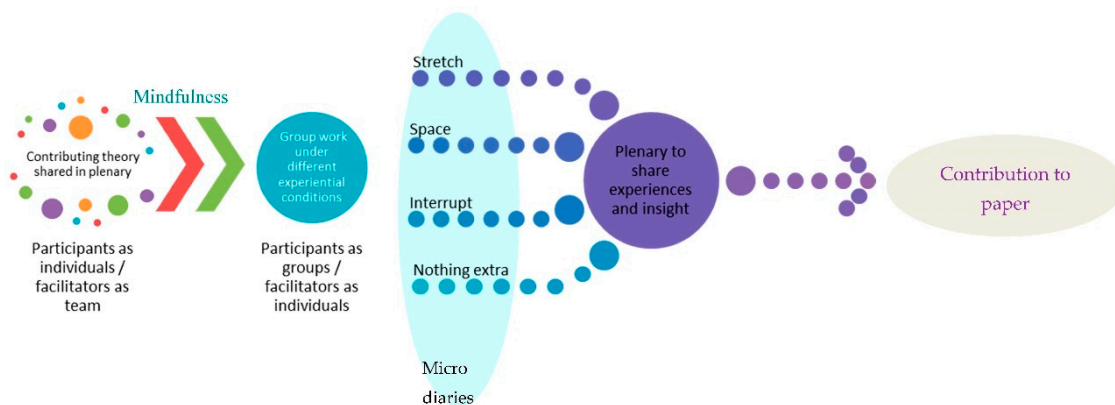 Mindfulness
Contributing theory
shared in plenary
Participants as
individuals /
facilitators as
team
Group work
under
different
experiential
conditions
Participants as
groups /
facilitators as
individuals
Stretch
Space
Interrupt
Nothing extra
Micro
diaries
Plenary to
share
experiences
and insight
Contribution to
paper